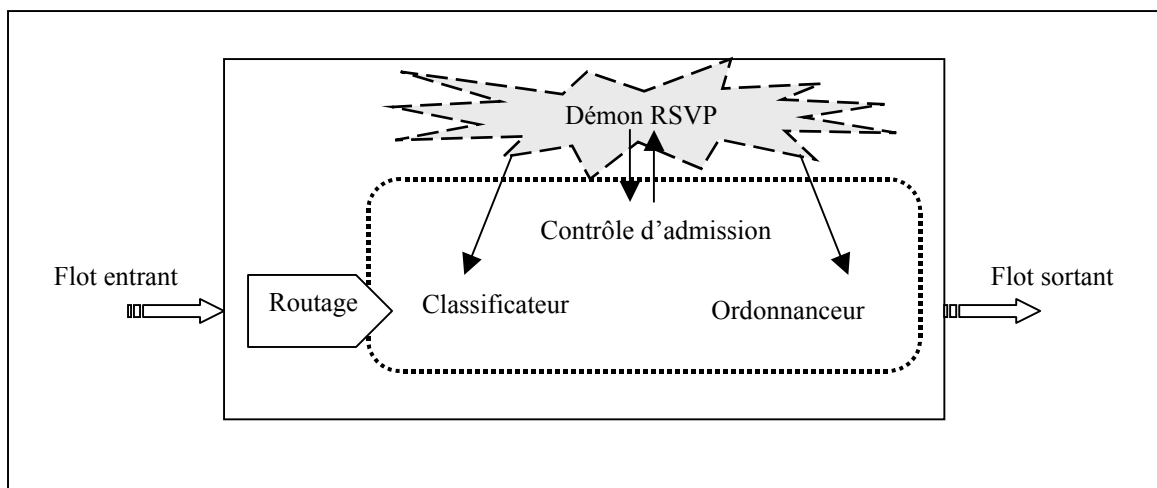 Démon RSVP
Contrôle d’admission
Flot entrant
Flot sortant
Routage
Classificateur
Ordonnanceur